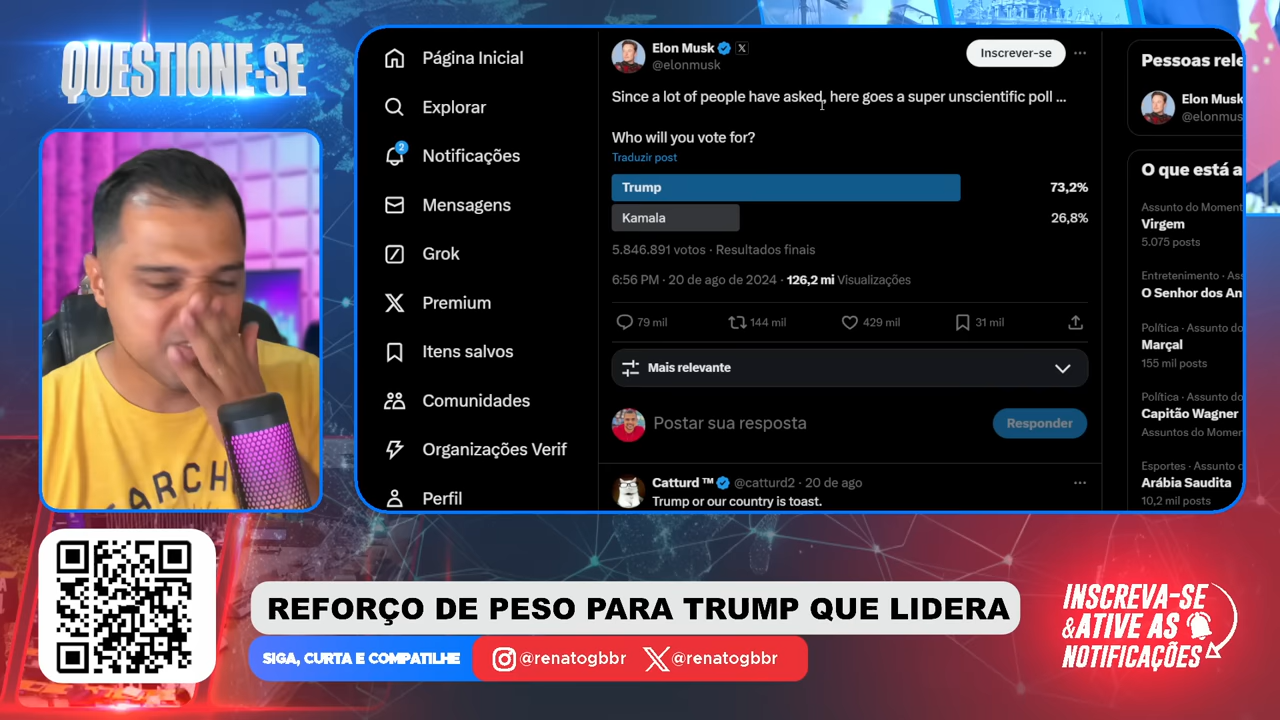 QUESTIONE-SE
ARCH
Página Inicial
Explorar
2
Notificações
Mensagens
Grok
Premium
Itens salvos
Comunidades
Organizações Verif
Perfil
Elon Musk
@elonmusk
Inscrever-se
Since a lot of people have asked, here goes a super unscientific poll ...
Who will you vote for?
Traduzir post
Trump 73,2%
Kamala 26,8%
5.846.891 votos · Resultados finais
6:56 PM · 20 de ago de 2024 · 126,2 mi Visualizações
79 mil 144 mil 429 mil 31 mil
Mais relevante
Postar sua resposta
Responder
Catturd ™ @catturd2 · 20 de ago
Trump or our country is toast.
Pessoas rele
Elon Musk
@elonmus
O que está a
Assunto do Moment
Virgem
5.075 posts
Entretenimento · Ass
O Senhor dos An
Política · Assunto do
Marçal
155 mil posts
Política · Assunto do
Capitão Wagner
Assuntos do Momen
Esportes · Assunto d
Arábia Saudita
10,2 mil posts
REFORÇO DE PESO PARA TRUMP QUE LIDERA
SIGA, CURTA E COMPATILHE
@renatogbbr
@renatogbbr
INSCREVA-SE
&ATIVE AS
NOTIFICAÇÕES